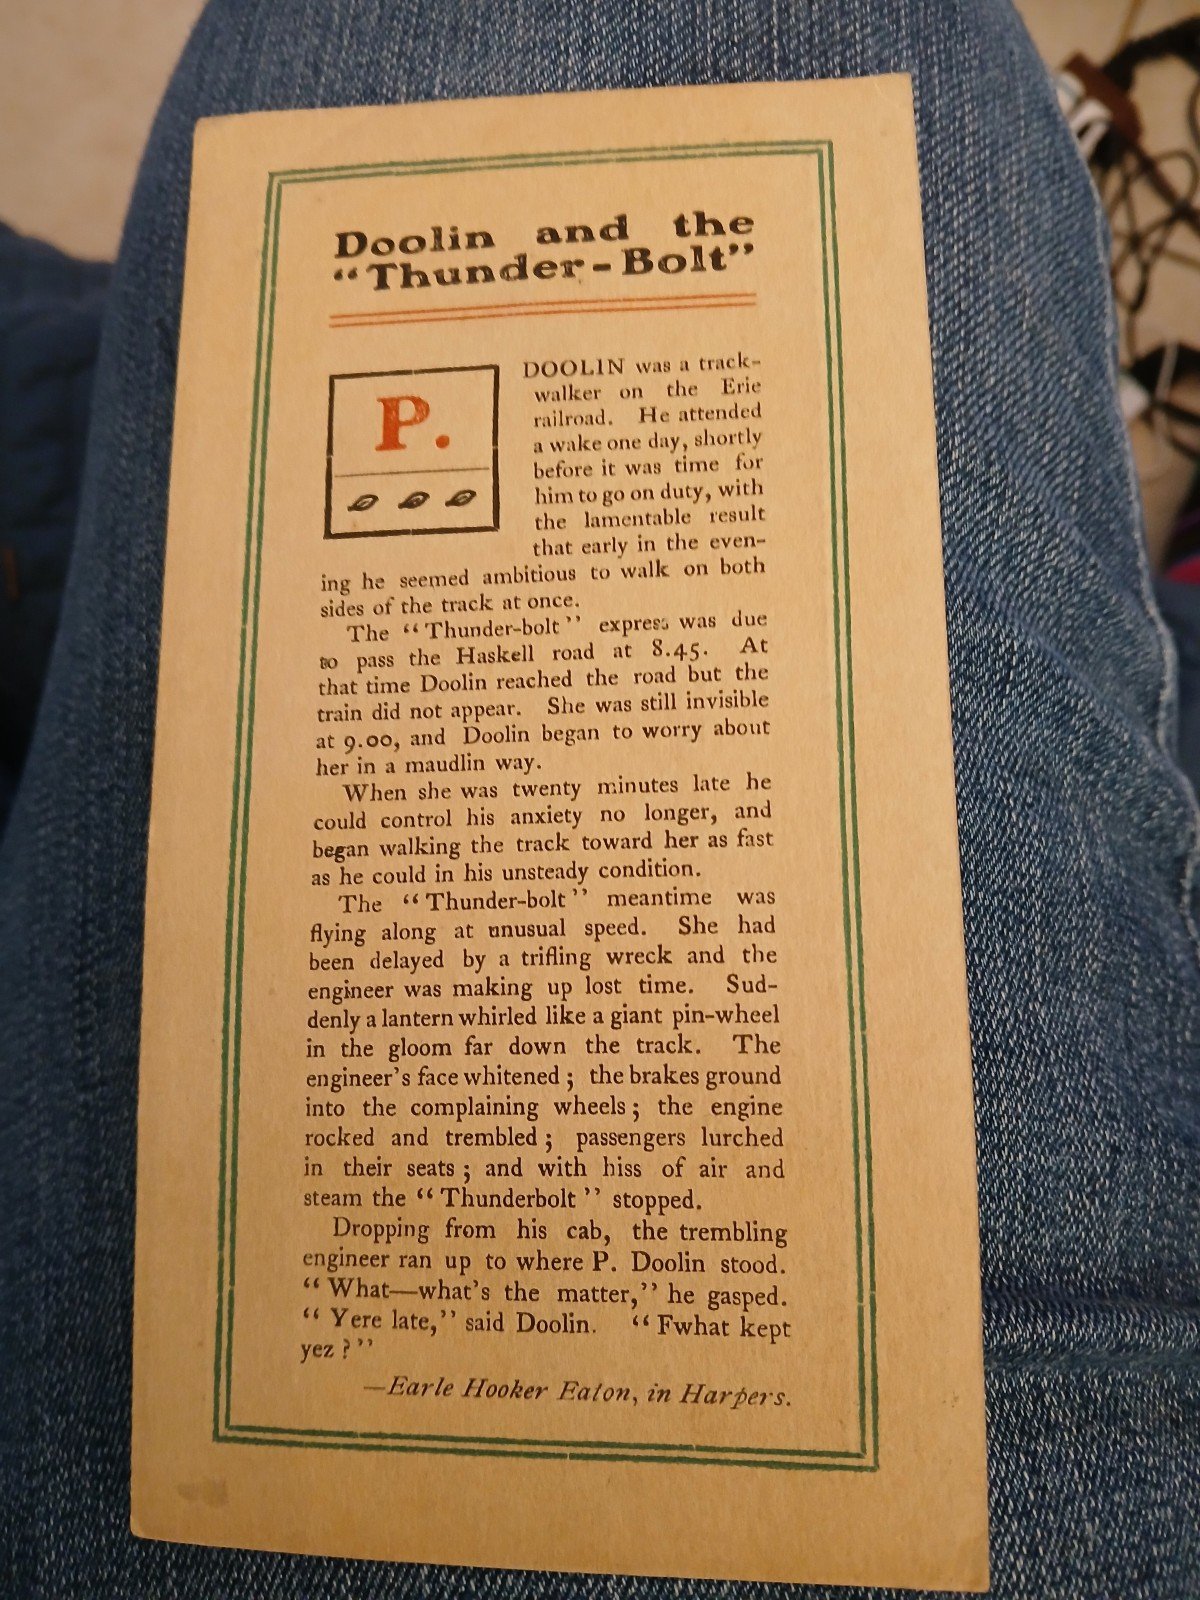 Doolin and the
"Thunder-Bolt"
P.
DOOLIN was a track-
walker on the Erie
railroad. He attended
a wake one day, shortly
before it was time for
him to go on duty, with
the lamentable result
that early in the even-
ing he seemed ambitious to walk on both
sides of the track at once.
The "Thunder-bolt" express was due
to pass the Haskell road at 8.45. At
that time Doolin reached the road but the
train did not appear. She was still invisible
at 9.00, and Doolin began to worry about
her in a maudlin way.
When she was twenty minutes late he
could control his anxiety no longer, and
began walking the track toward her as fast
as he could in his unsteady condition.
The "Thunder-bolt" meantime was
flying along at unusual speed. She had
been delayed by a trifling wreck and the
engineer was making up lost time. Sud-
denly a lantern whirled like a giant pin-wheel
in the gloom far down the track. The
engineer's face whitened; the brakes ground
into the complaining wheels; the engine
rocked and trembled; passengers lurched
in their seats; and with hiss of air and
steam the "Thunderbolt" stopped.
Dropping from his cab, the trembling
engineer ran up to where P. Doolin stood.
"What—what's the matter," he gasped.
"Yere late," said Doolin. "Fwhat kept
yez?"
—Earle Hooker Eaton, in Harpers.